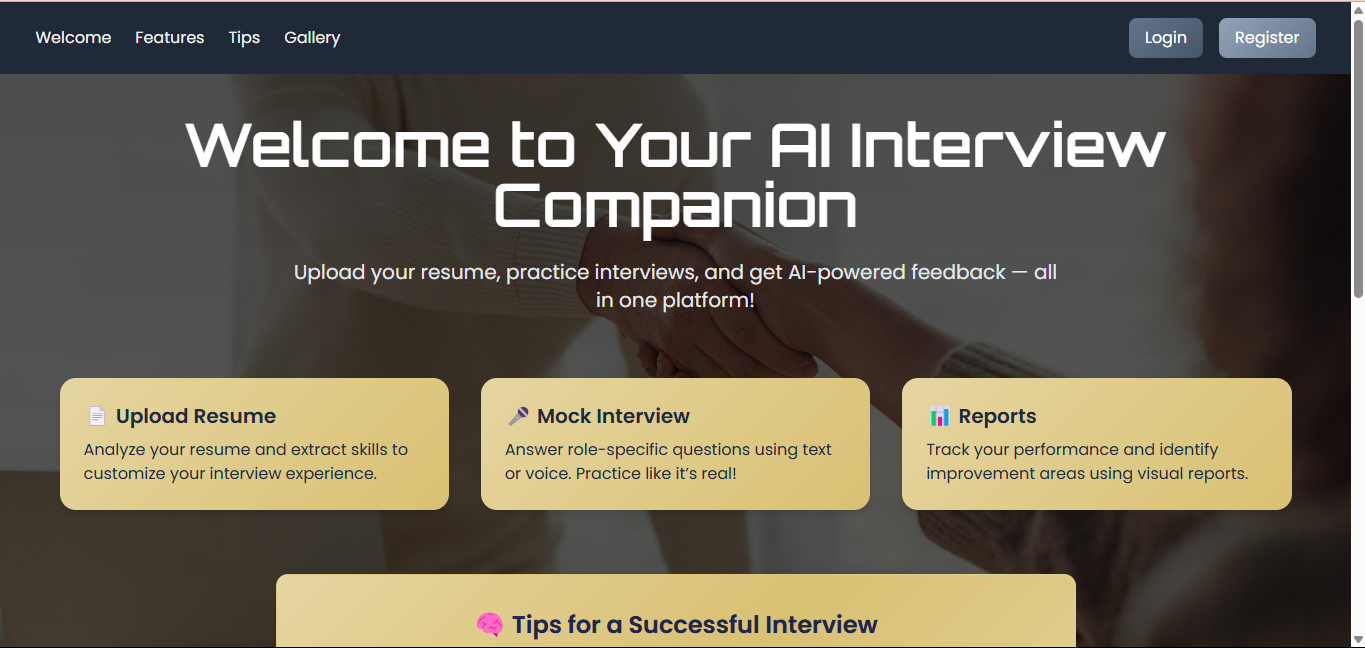 Welcome Features Tips Gallery Login Register
Welcome to Your AI Interview
Companion
Upload your resume, practice interviews, and get AI-powered feedback — all
in one platform!
📄 Upload Resume
Analyze your resume and extract skills to
customize your interview experience.
🎤 Mock Interview
Answer role-specific questions using text
or voice. Practice like it’s real!
📊 Reports
Track your performance and identify
improvement areas using visual reports.
🧠 Tips for a Successful Interview